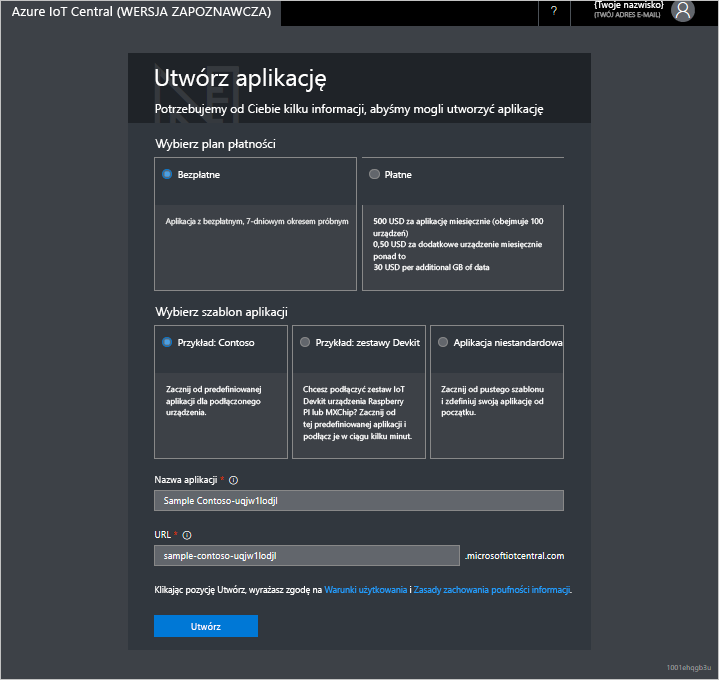 Azure IoT Central (WERSJA ZAPOZNAWCZA)
?
{Twoje nazwisko}
(TWÓJ ADRES E-MAIL)
Utwórz aplikację
Potrzebujemy od Ciebie kilku informacji, abyśmy mogli utworzyć aplikację
Wybierz plan płatności
Bezpłatne
Aplikacja z bezpłatnym, 7-dniowym okresem próbnym
Płatne
500 USD za aplikację miesięcznie (obejmuje 100
urządzeń)
0,50 USD za dodatkowe urządzenie miesięcznie
ponad to
30 USD per additional GB of data
Wybierz szablon aplikacji
Przykład: Contoso
Zacznij od predefiniowanej
aplikacji dla podłączonego
urządzenia.
Przykład: zestawy Devkit
Chcesz podłączyć zestaw IoT
Devkit urządzenia Raspberry
PI lub MXChip? Zacznij od
tej predefiniowanej aplikacji i
podłącz je w ciągu kilku minut.
Aplikacja niestandardowa
Zacznij od pustego szablonu
i zdefiniuj swoją aplikację od
początku.
Nazwa aplikacji *
Sample Contoso-uqjw1lodjl
URL *
sample-contoso-uqjw1lodjl .microsoftiotcentral.com
Klikając pozycję Utwórz, wyrażasz zgodę na Warunki użytkowania i Zasady zachowania poufności informacji.
Utwórz
1001ehqgb3u